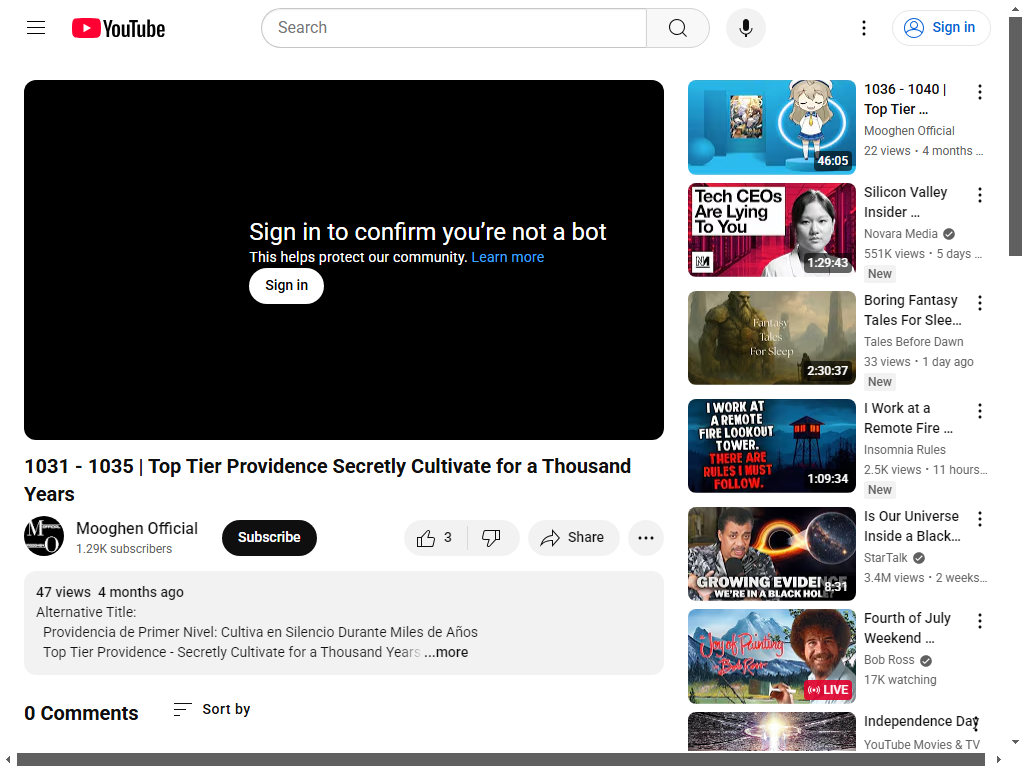 YouTube
Search
Sign in
Sign in to confirm you're not a bot
This helps protect our community. Learn more
Sign in
1031 - 1035 | Top Tier Providence Secretly Cultivate for a Thousand
Years
Mooghen Official
1.29K subscribers
Subscribe
3
Share
47 views  4 months ago
Alternative Title:
Providencia de Primer Nivel: Cultiva en Silencio Durante Miles de Años
Top Tier Providence - Secretly Cultivate for a Thousand Years ...more
0 Comments
Sort by
46:05
1036 - 1040 |
Top Tier ...
Mooghen Official
22 views • 4 months ...
Tech CEOs
Are Lying
To You
1:29:43
Silicon Valley
Insider ...
Novara Media
551K views • 5 days ...
New
Fantasy
Tales
For Sleep
2:30:37
Boring Fantasy
Tales For Slee...
Tales Before Dawn
33 views • 1 day ago
New
I WORK AT
A REMOTE
FIRE LOOKOUT
TOWER.
THERE ARE
RULES I MUST
FOLLOW.
1:09:34
I Work at a
Remote Fire ...
Insomnia Rules
2.5K views • 11 hours...
New
GROWING EVIDENCE
WE'RE IN A BLACK HOLE?
8:31
Is Our Universe
Inside a Black...
StarTalk
3.4M views • 2 weeks...
Joy of Painting
Bob Ross
LIVE
Fourth of July
Weekend ...
Bob Ross
17K watching
Independence Day
YouTube Movies & TV